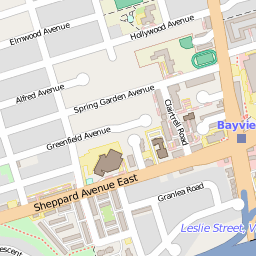 Hollywood Avenue
Elmwood Avenue
Alfred Avenue
Spring Garden Avenue
Clairtrell Road
Greenfield Avenue
Bayvie
Sheppard Avenue East
Granlea Road
Leslie Street, V
escent